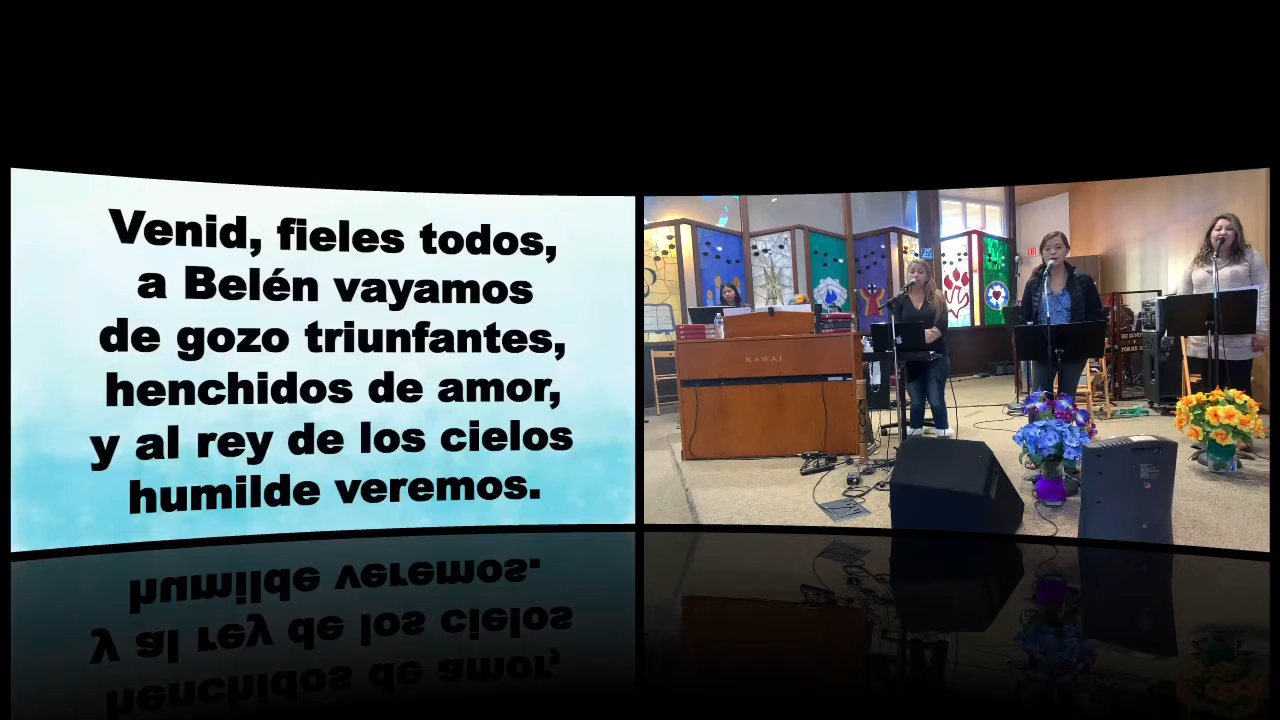 Venid, fieles todos,
a Belén vayamos
de gozo triunfantes,
henchidos de amor,
y al rey de los cielos
humilde veremos.
KAWAI